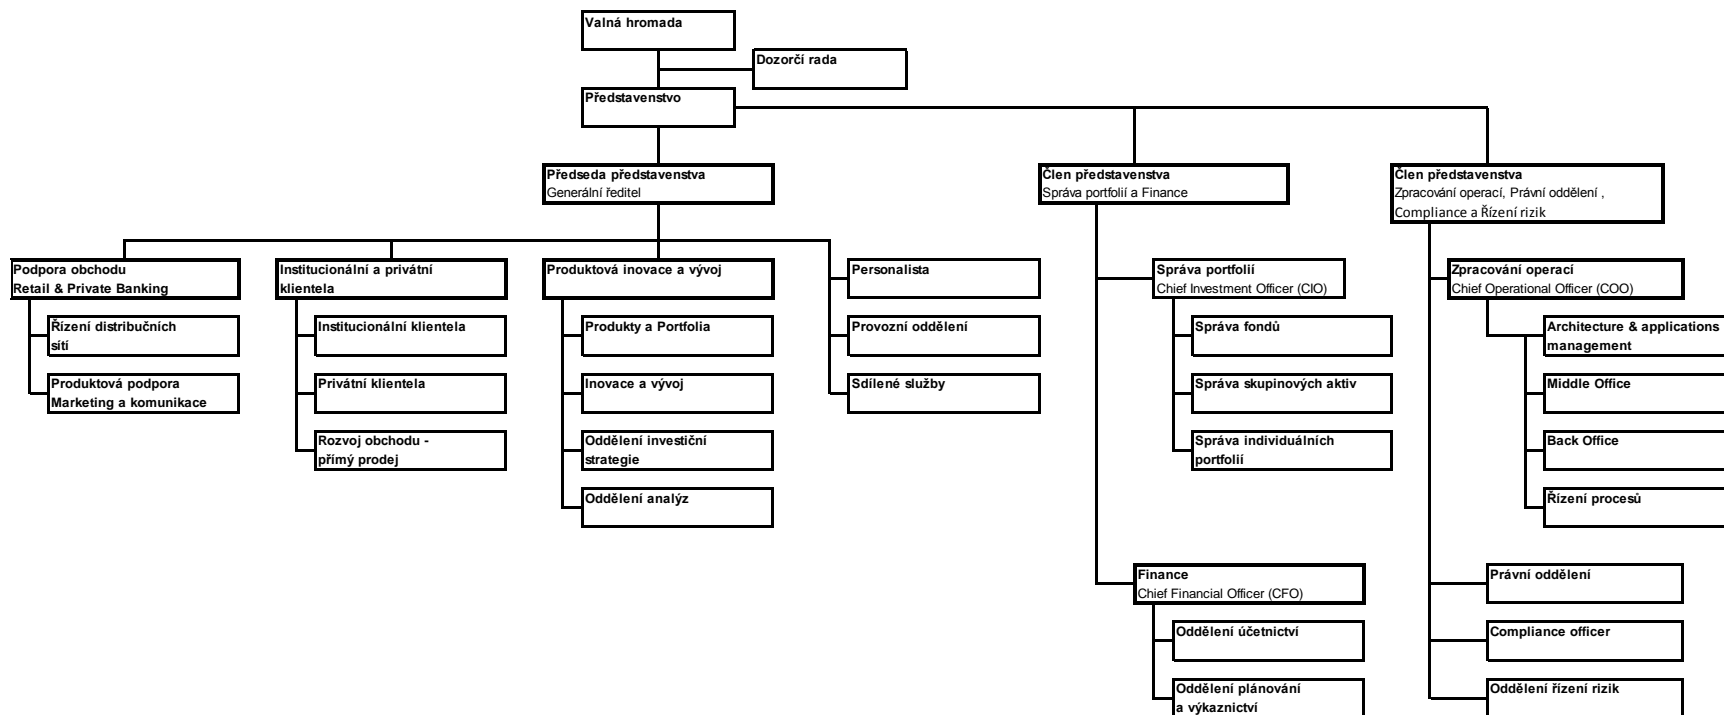 Valná hromada
Dozorčí rada
Představenstvo
Předseda představenstva
Generální ředitel
Člen představenstva
Správa portfolií a Finance
Člen představenstva
Zpracování operací, Právní oddělení ,
Compliance a Řízení rizik
Podpora obchodu
Retail & Private Banking
Institucionální a privátní
klientela
Produktová inovace a vývoj
Personalista
Správa portfolií
Chief Investment Officer (CIO)
Zpracování operací
Chief Operational Officer (COO)
Řízení distribučních
sítí
Institucionální klientela
Produkty a Portfolia
Provozní oddělení
Správa fondů
Architecture & applications
management
Produktová podpora
Marketing a komunikace
Privátní klientela
Inovace a vývoj
Sdílené služby
Správa skupinových aktiv
Middle Office
Rozvoj obchodu -
přímý prodej
Oddělení investiční
strategie
Správa individuálních
portfolií
Back Office
Oddělení analýz
Řízení procesů
Finance
Chief Financial Officer (CFO)
Právní oddělení
Oddělení účetnictví
Compliance officer
Oddělení plánování
a výkaznictví
Oddělení řízení rizik